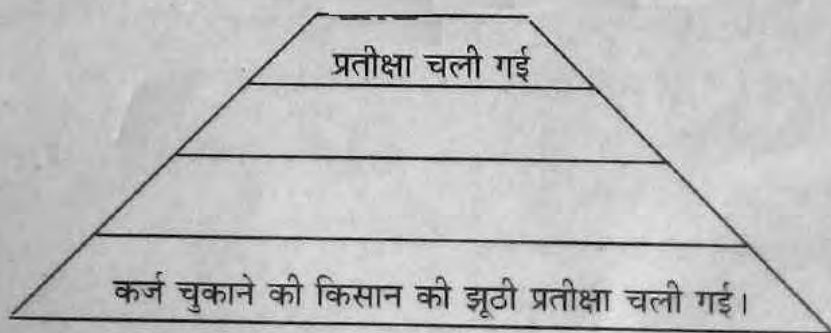 प्रतीक्षा चली गई
कर्ज चुकाने की किसान की झूठी प्रतीक्षा चली गई।